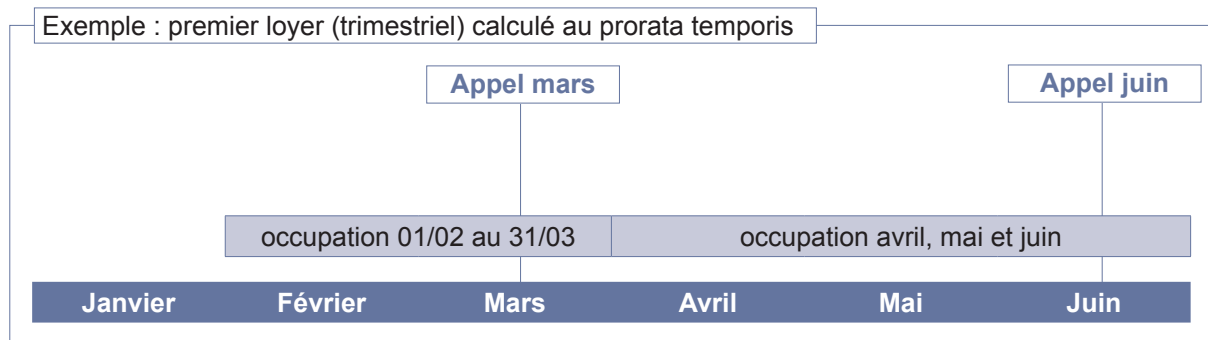 Exemple : premier loyer (trimestriel) calculé au prorata temporis
Appel mars
Appel juin
occupation 01/02 au 31/03
occupation avril, mai et juin
Janvier
Février
Mars
Avril
Mai
Juin